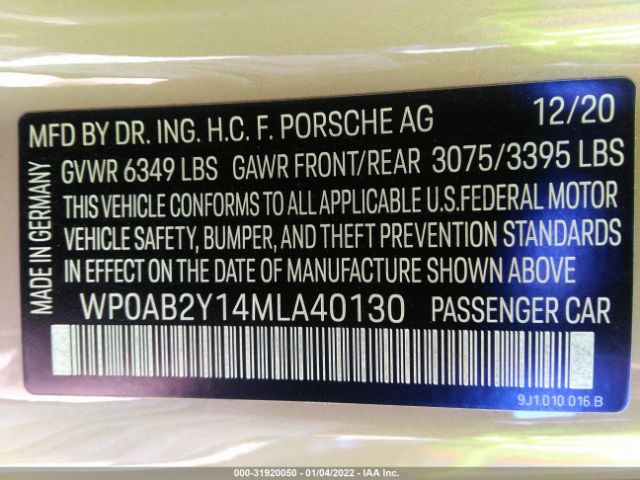 MFD BY DR. ING. H.C. F. PORSCHE AG 12/20
GVWR 6349 LBS GAWR FRONT/REAR 3075/3395 LBS
THIS VEHICLE CONFORMS TO ALL APPLICABLE U.S.FEDERAL MOTOR
VEHICLE SAFETY, BUMPER, AND THEFT PREVENTION STANDARDS
IN EFFECT ON THE DATE OF MANUFACTURE SHOWN ABOVE
WP0AB2Y14MLA40130 PASSENGER CAR
MADE IN GERMANY
9J1.010.016 B
000-31920050 - 01/04/2022 - IAA Inc.